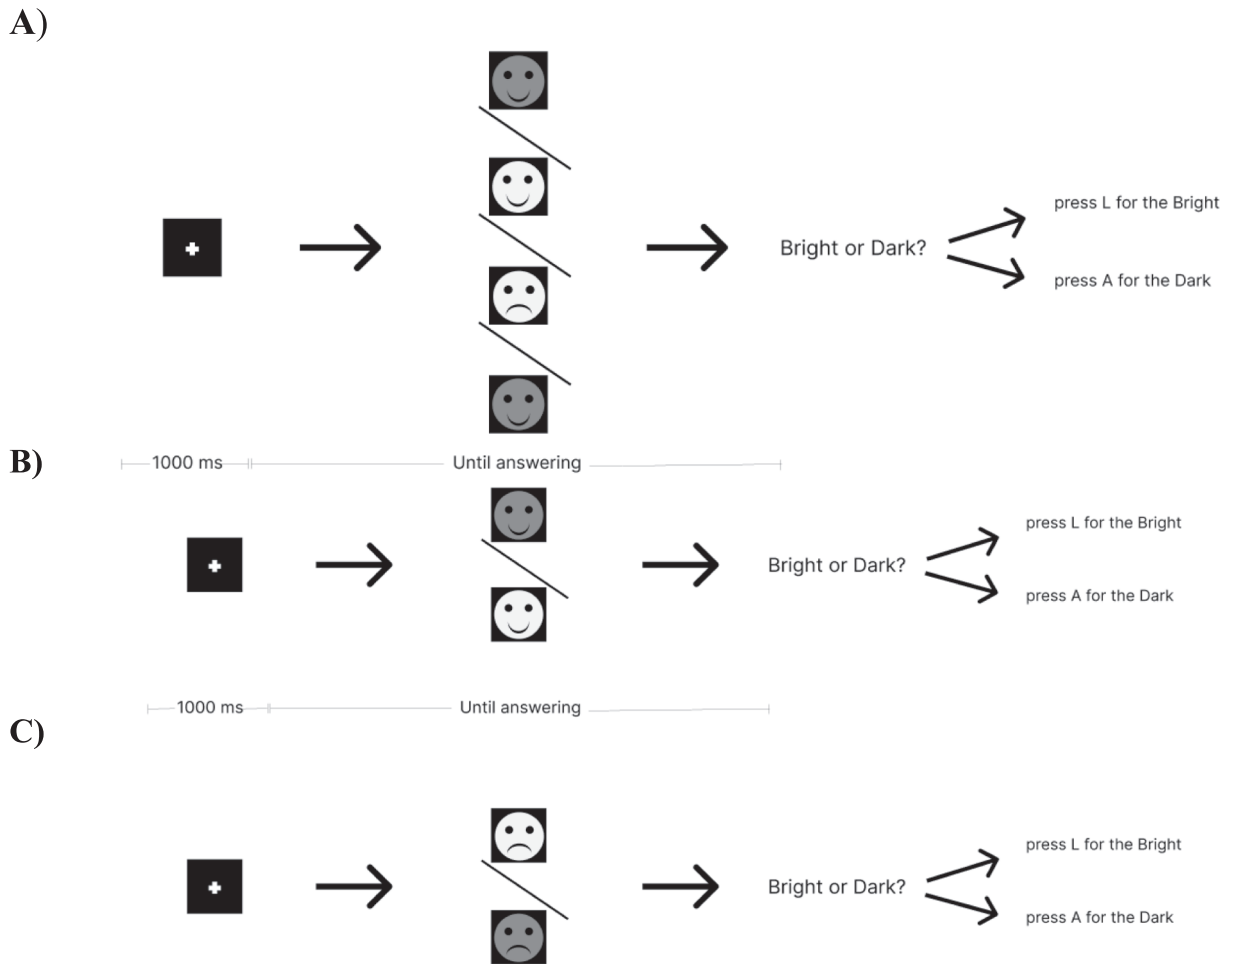 A)
press L for the Bright
Bright or Dark?
press A for the Dark
B)
1000 ms
Until answering
press L for the Bright
Bright or Dark?
press A for the Dark
1000 ms
Until answering
C)
press L for the Bright
Bright or Dark?
press A for the Dark